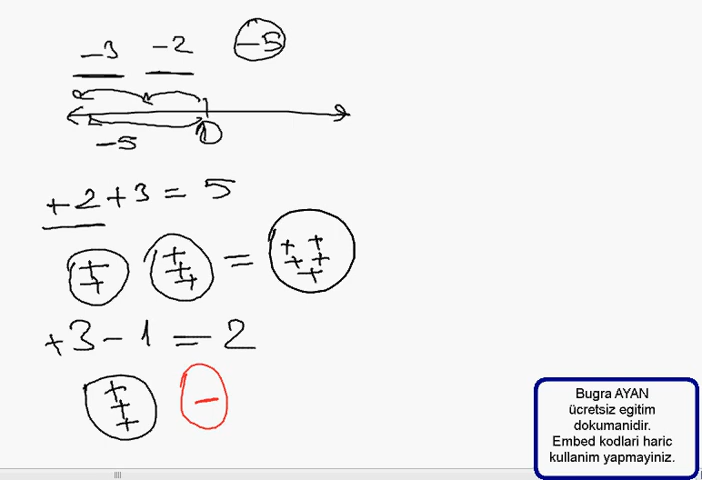 -3 -2 -5
0
-5
+2+3=5
+ + + + + = + + + + +
+3-1=2
+ + + -
Bugra AYAN
ücretsiz egitim
dokumanidir.
Embed kodlari haric
kullanim yapmayiniz.